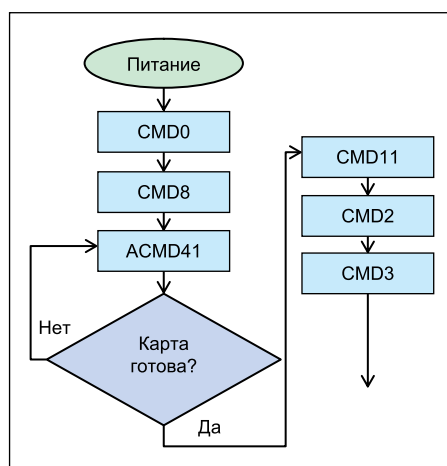 Питание
CMD0
CMD8
ACMD41
Нет
Карта
готова?
Да
CMD11
CMD2
CMD3